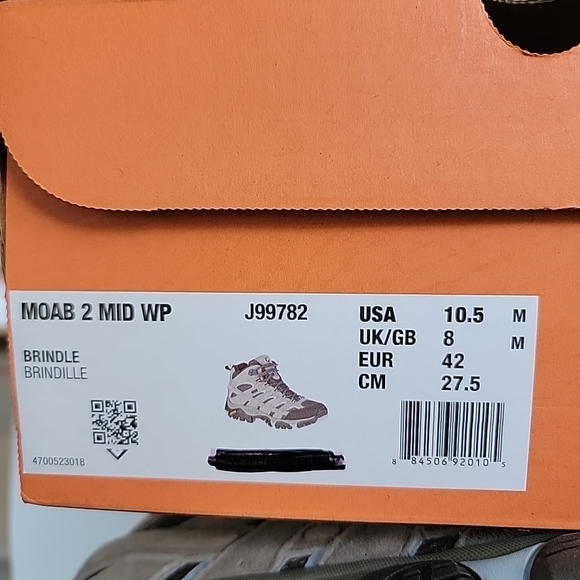 MOAB 2 MID WP J99782 USA 10.5 M
UK/GB 8 M
EUR 42
CM 27.5
BRINDLE
BRINDILLE
4700523018
8 84506 92010 5